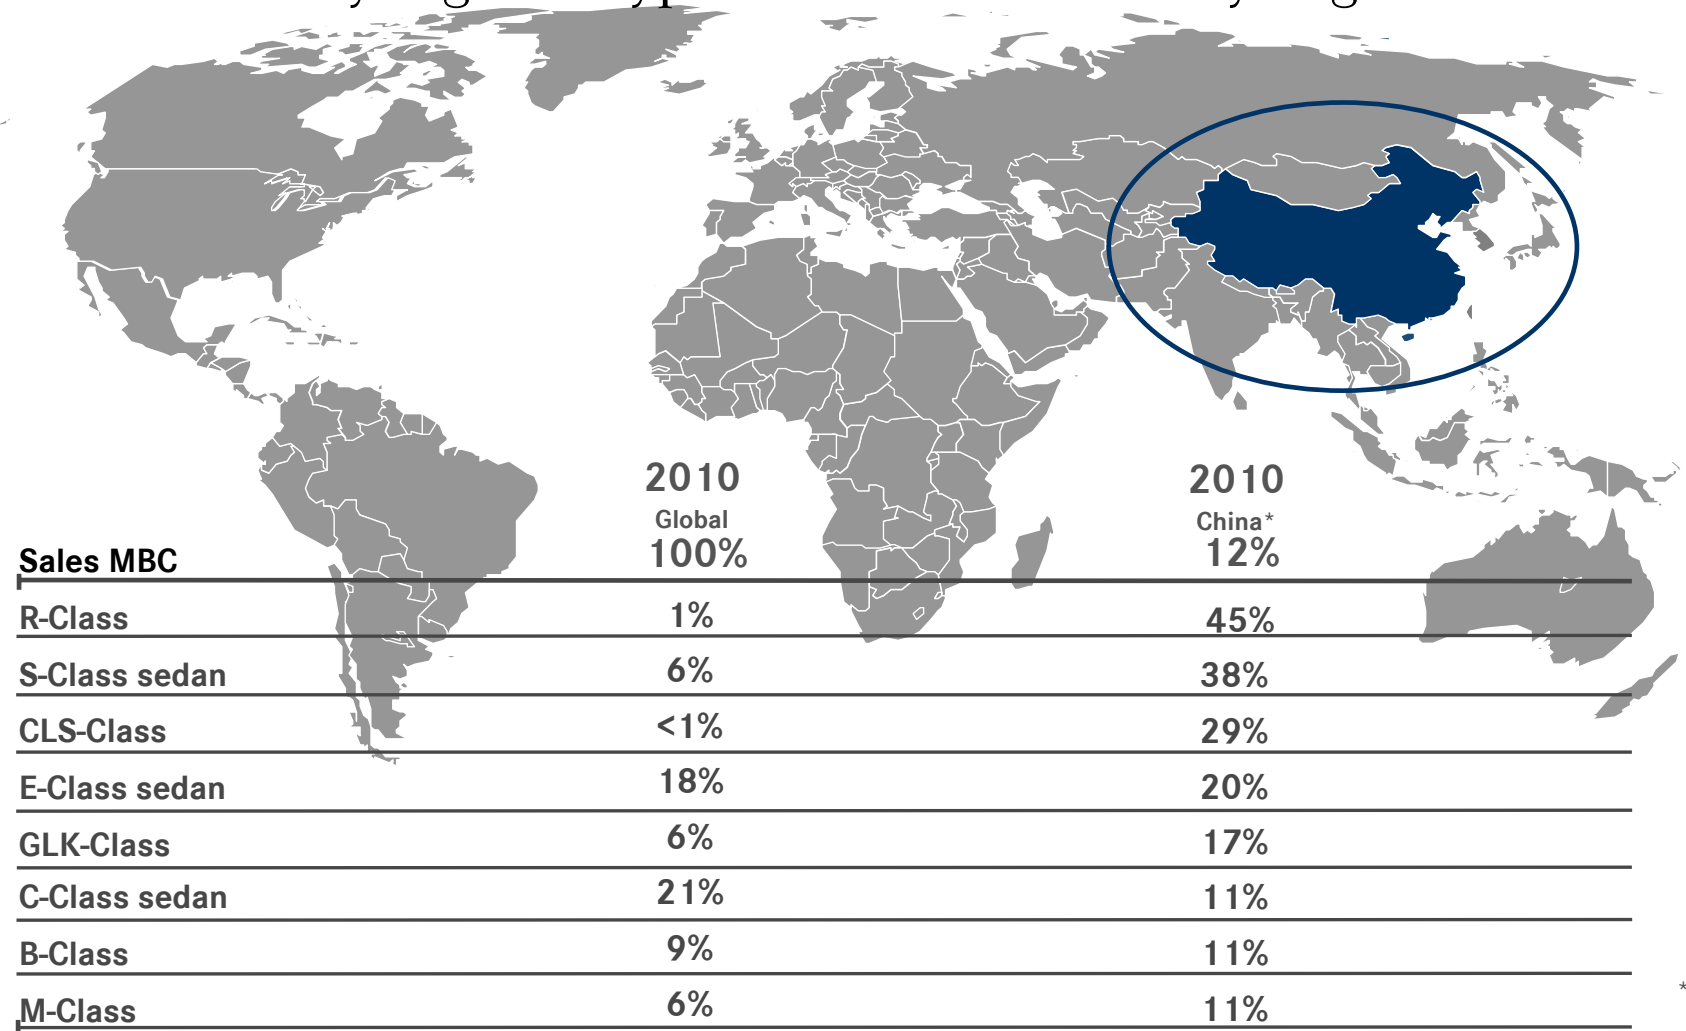 2010 2010
Global China*
Sales MBC 100% 12%
R-Class 1% 45%
S-Class sedan 6% 38%
CLS-Class <1% 29%
E-Class sedan 18% 20%
GLK-Class 6% 17%
C-Class sedan 21% 11%
B-Class 9% 11%
M-Class 6% 11%
*